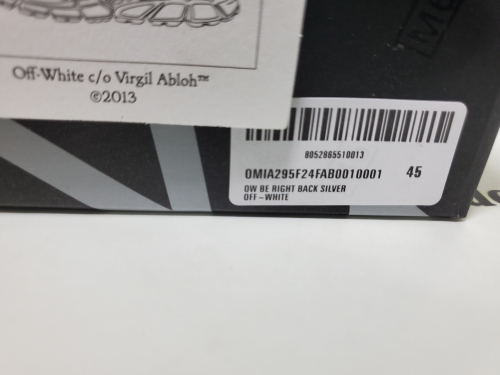 Off-White c/o Virgil Abloh™
©2013
8052865510013
OMIA295F24FAB0010001 45
OW BE RIGHT BACK SILVER
OFF-WHITE